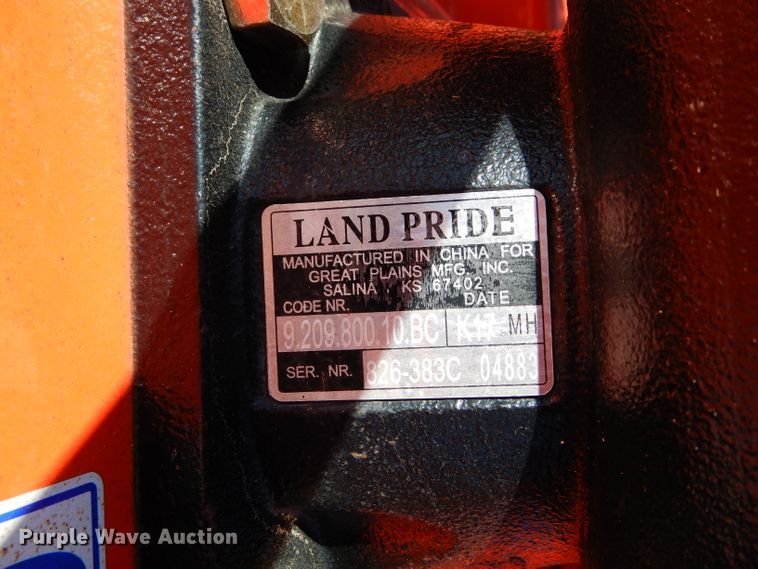 LAND PRIDE
MANUFACTURED IN CHINA FOR
GREAT PLAINS MFG. INC.
SALINA KS 67402
CODE NR. DATE
9.209.800.10.BC K17 MH
SER. NR. 826-383C 04883
Purple Wave Auction